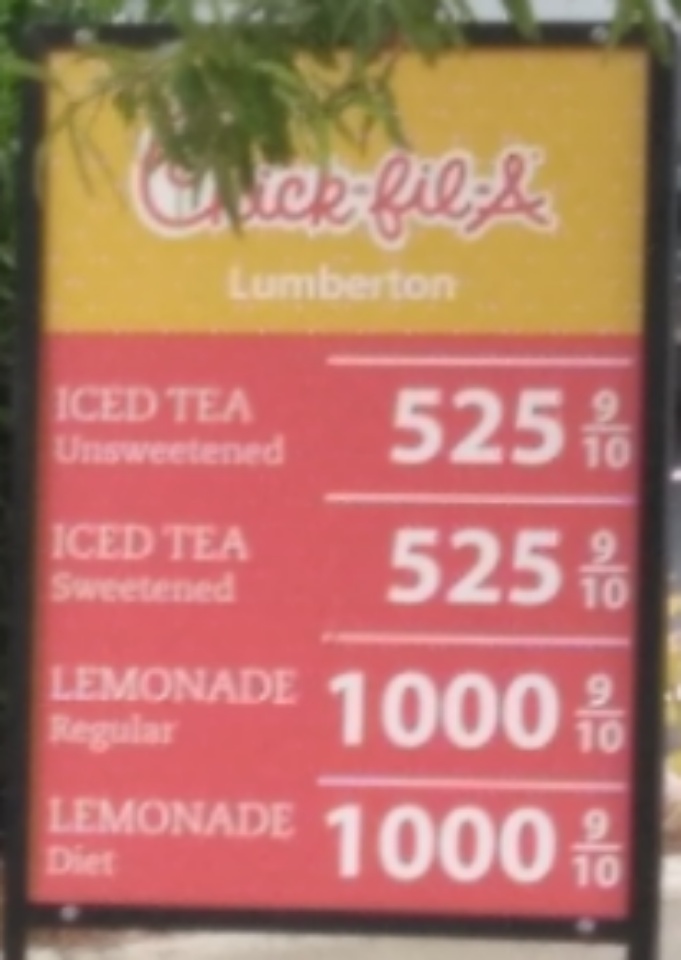 Chick-fil-A
Lumberton
ICED TEA 525 9/10
Unsweetened
ICED TEA 525 9/10
Sweetened
LEMONADE 1000 9/10
Regular
LEMONADE 1000 9/10
Diet